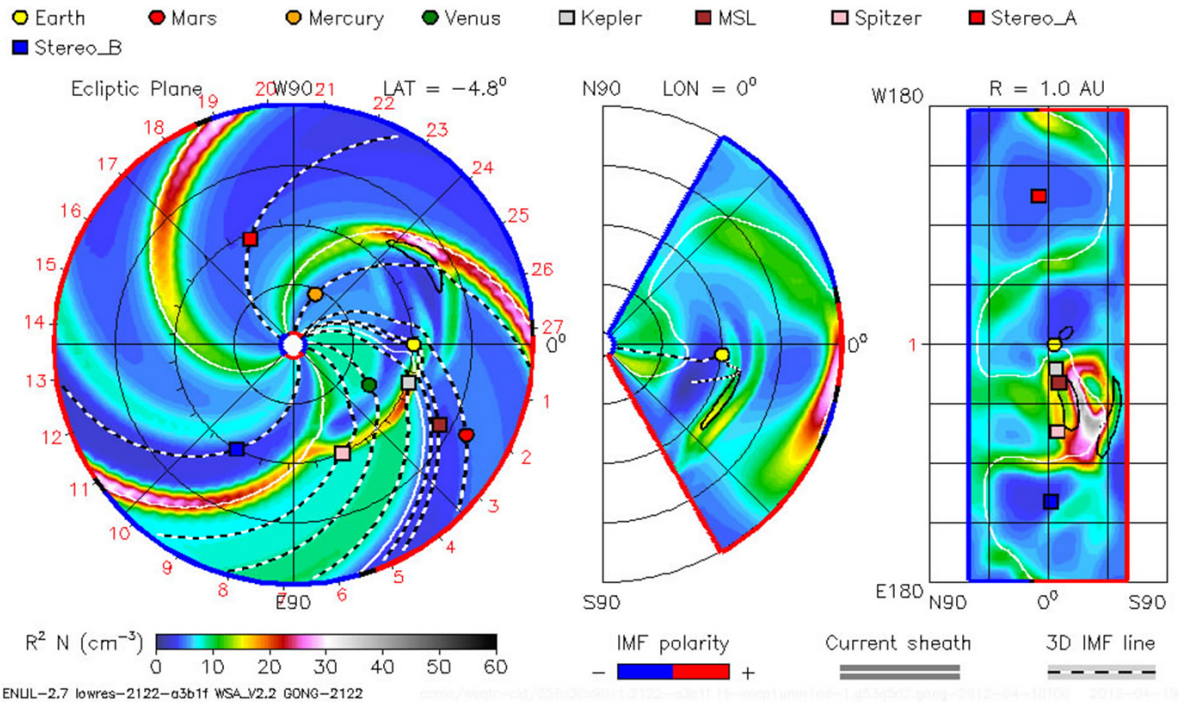 Earth Mars Mercury Venus Kepler MSL Spitzer Stereo_A
Stereo_B
Ecliptic Plane W90 LAT = −4.8°
N90 LON = 0°
W180 R = 1.0 AU
20 21
19 22
18 23
17 24
16 25
15 26
14 27 0°
13 1
12 2
11 3
10 4
9 5
8 7 6
E90
0°
S90
1
E180
N90 0° S90
R² N (cm⁻³)
0 10 20 30 40 50 60
IMF polarity
− +
Current sheath
3D IMF line
ENLIL-2.7 lowres-2122-a3b1f WSA_V2.2 GONG-2122